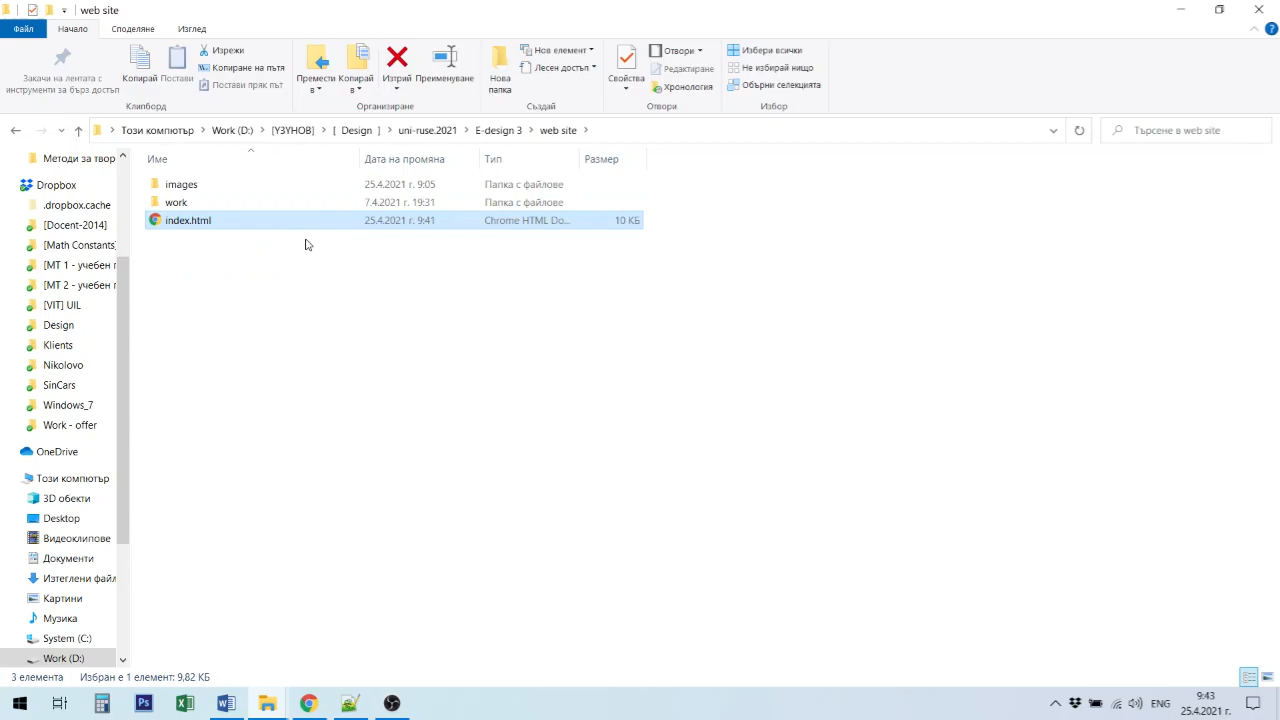 web site
Файл
Начало
Споделяне
Изглед
Закачи на лентата с
инструменти за бърз достъп
Копирай
Постави
Изрежи
Копиране на пътя
Постави пряк път
Клипборд
Премести
в
Копирай
в
Изтрий
Преименуване
Организиране
Нова
папка
Нов елемент
Лесен достъп
Създай
Свойства
Отвори
Редактиране
Хронология
Отвори
Избери всички
Не избирай нищо
Обърни селекцията
Избор
Този компютър
Work (D:)
[УЗУНОВ]
[ Design ]
uni-ruse.2021
E-design 3
web site
Търсене в web site
Име
Дата на промяна
Тип
Размер
images
25.4.2021 г. 9:05
Папка с файлове
work
7.4.2021 г. 19:31
Папка с файлове
index.html
25.4.2021 г. 9:41
Chrome HTML Do...
10 КБ
Методи за твор
Dropbox
.dropbox.cache
[Docent-2014]
[Math Constants]
[МТ 1 - учебен п
[МТ 2 - учебен п
[VIT] UIL
Design
Klients
Nikolovo
SinCars
Windows_7
Work - offer
OneDrive
Този компютър
3D обекти
Desktop
Видеоклипове
Документи
Изтеглени файл
Картини
Музика
System (C:)
Work (D:)
3 елемента
Избран е 1 елемент: 9,82 КБ
Ps
ENG
9:43
25.4.2021 г.